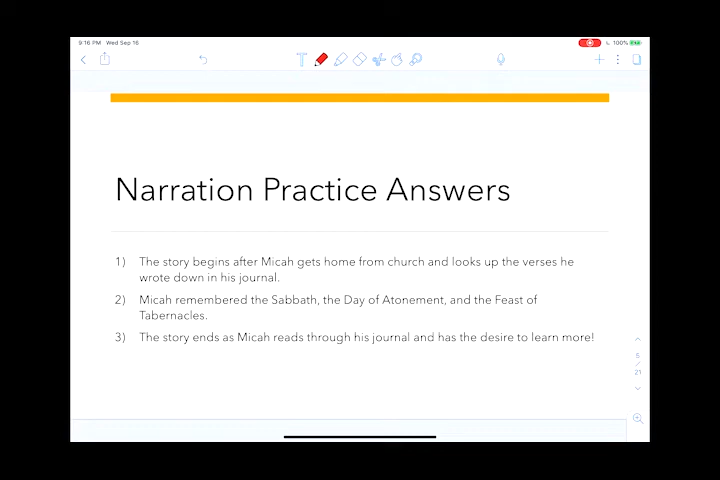 9:16 PM Wed Sep 16
100%
T
Narration Practice Answers
1) The story begins after Micah gets home from church and looks up the verses he
wrote down in his journal.
2) Micah remembered the Sabbath, the Day of Atonement, and the Feast of
Tabernacles.
3) The story ends as Micah reads through his journal and has the desire to learn more!
5
/
21